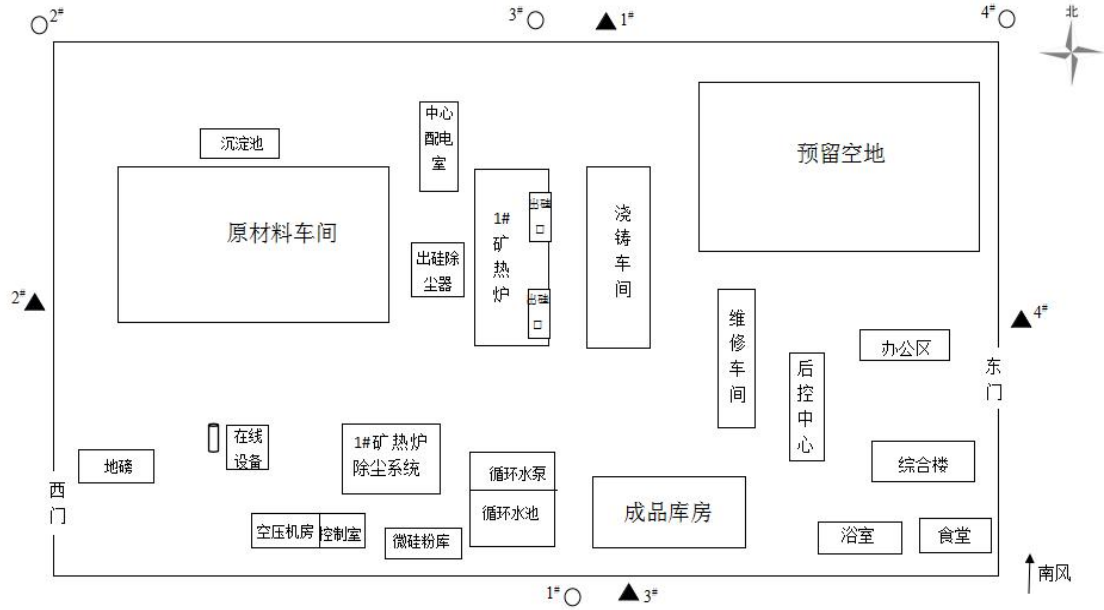 2#
3#
1#
4#
北
中心
配电
室
沉淀池
预留空地
原材料车间
1#
矿
热
炉
出硅
口
浇
铸
车
间
出硅除
尘器
出硅
口
2#
4#
维
修
车
间
办公区
后
控
中
心
东
门
在线
设备
1#矿热炉
除尘系统
地磅
循环水泵
综合楼
西
门
循环水池
成品库房
空压机房
控制室
微硅粉库
浴室
食堂
南风
1#
3#